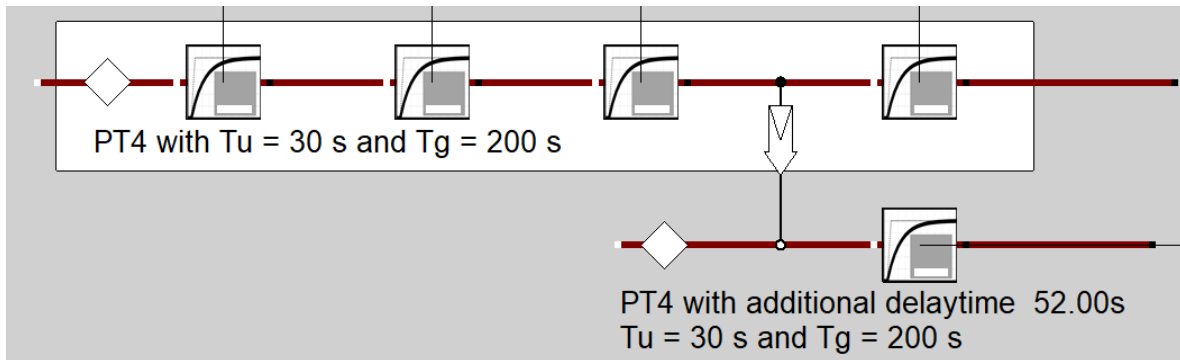 PT4 with Tu = 30 s and Tg = 200 s
PT4 with additional delaytime  52.00s
Tu = 30 s and Tg = 200 s